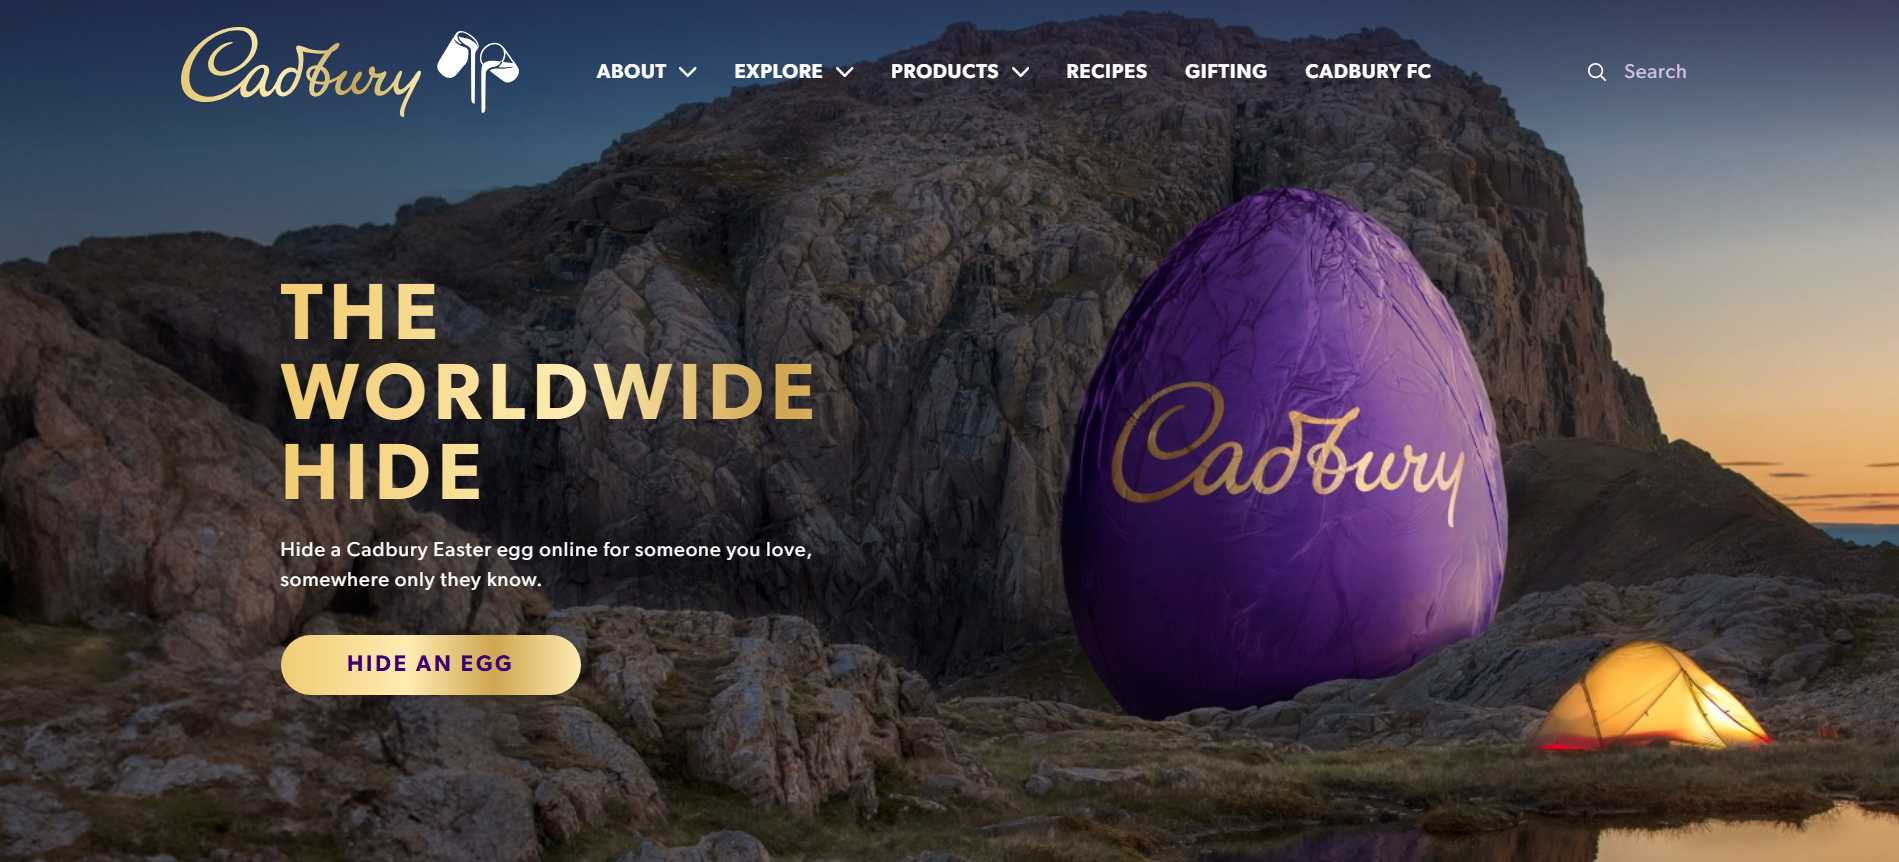 Cadbury
ABOUT
EXPLORE
PRODUCTS
RECIPES
GIFTING
CADBURY FC
Search
THE
WORLDWIDE
HIDE
Hide a Cadbury Easter egg online for someone you love,
somewhere only they know.
HIDE AN EGG
Cadbury